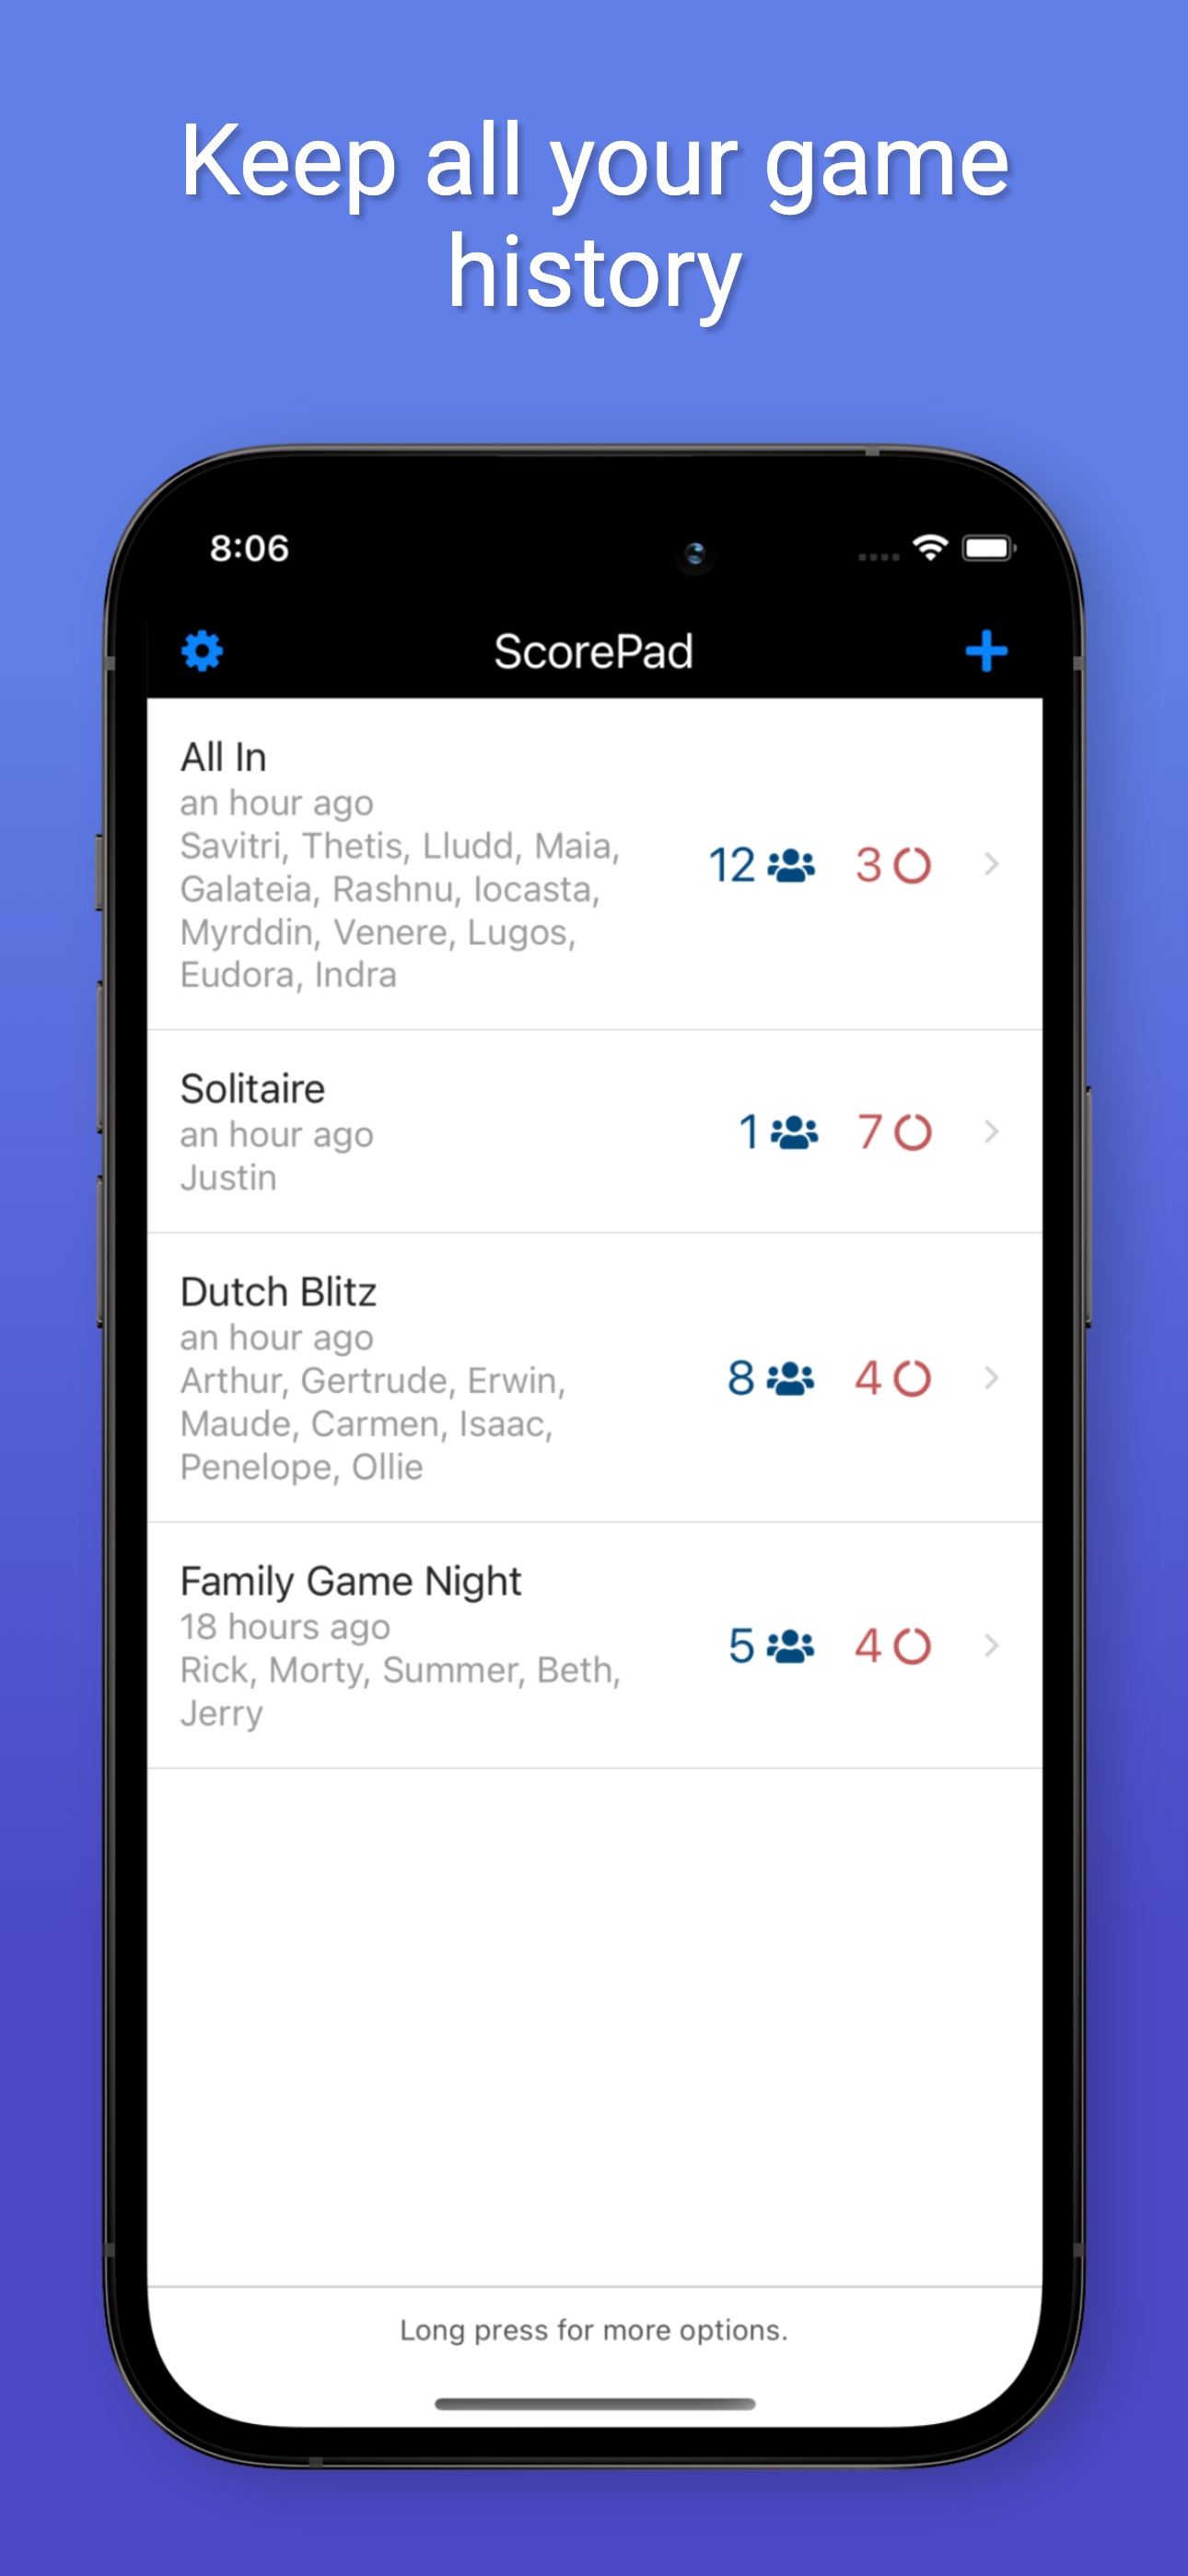 Keep all your game
history
8:06
ScorePad
All In
an hour ago
Savitri, Thetis, Lludd, Maia,
Galateia, Rashnu, Iocasta,
Myrddin, Venere, Lugos,
Eudora, Indra
12 3
Solitaire
an hour ago
Justin
1 7
Dutch Blitz
an hour ago
Arthur, Gertrude, Erwin,
Maude, Carmen, Isaac,
Penelope, Ollie
8 4
Family Game Night
18 hours ago
Rick, Morty, Summer, Beth,
Jerry
5 4
Long press for more options.